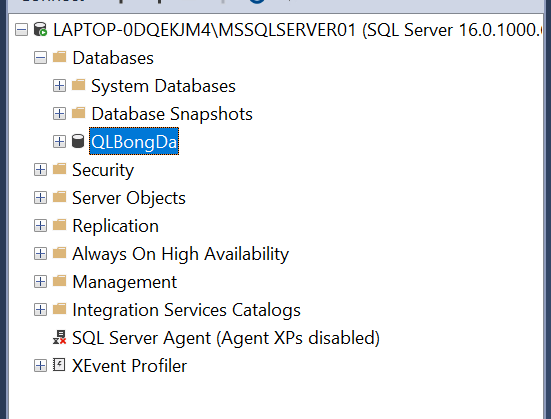 LAPTOP-0DQEKJM4\MSSQLSERVER01 (SQL Server 16.0.1000.
Databases
System Databases
Database Snapshots
QLBongDa
Security
Server Objects
Replication
Always On High Availability
Management
Integration Services Catalogs
SQL Server Agent (Agent XPs disabled)
XEvent Profiler